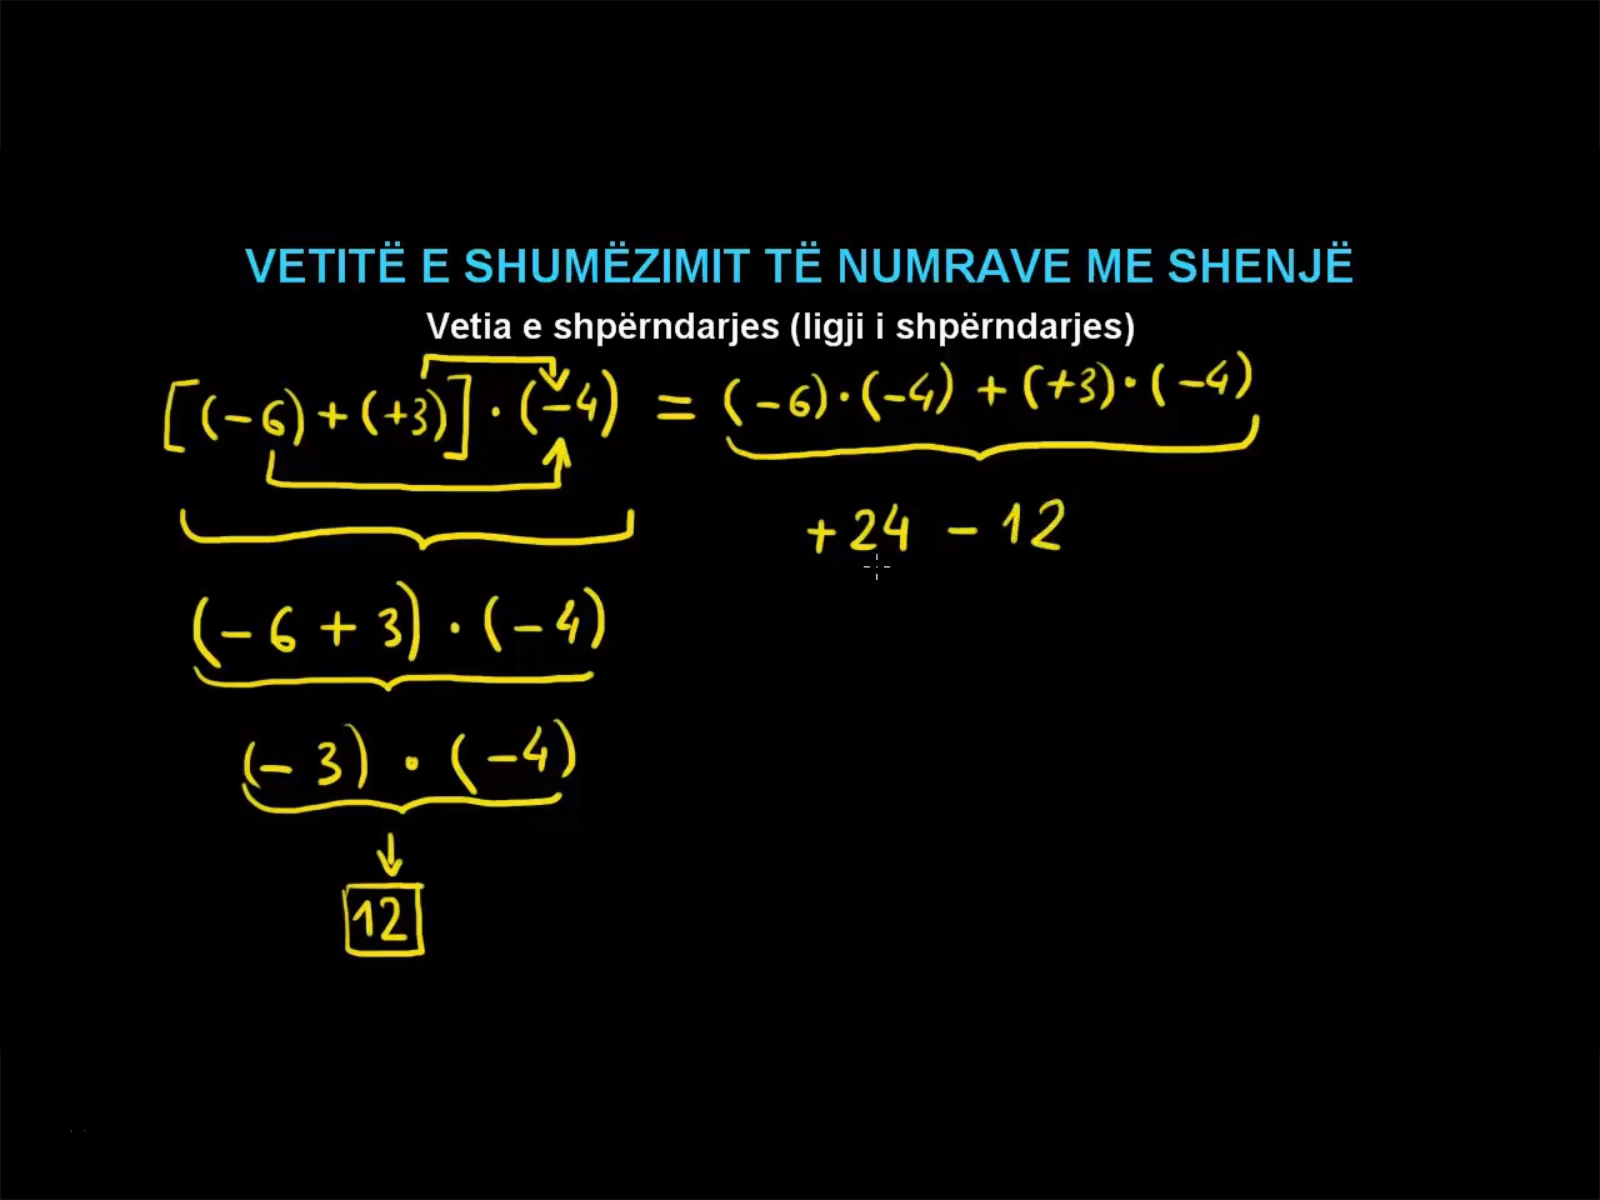 VETITË E SHUMËZIMIT TË NUMRAVE ME SHENJË
Vetia e shpërndarjes (ligji i shpërndarjes)
[(-6)+(+3)]·(-4) = (-6)·(-4)+(+3)·(-4)
+24 - 12
(-6+3)·(-4)
(-3)·(-4)
12